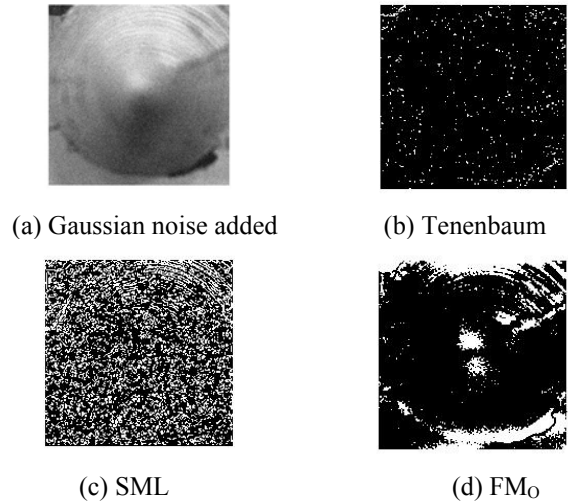 (a) Gaussian noise added
(b) Tenenbaum
(c) SML
(d) FMO